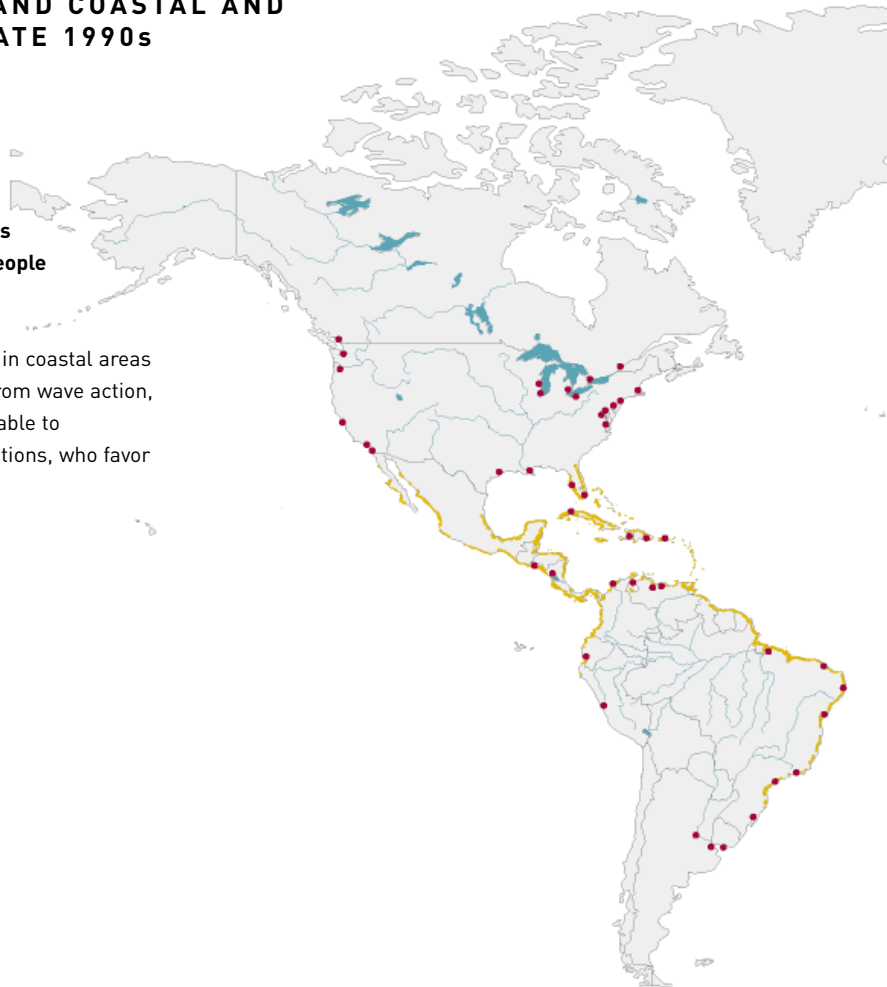 AND COASTAL AND
ATE 1990s
s
eople
in coastal areas
rom wave action,
able to
tions, who favor